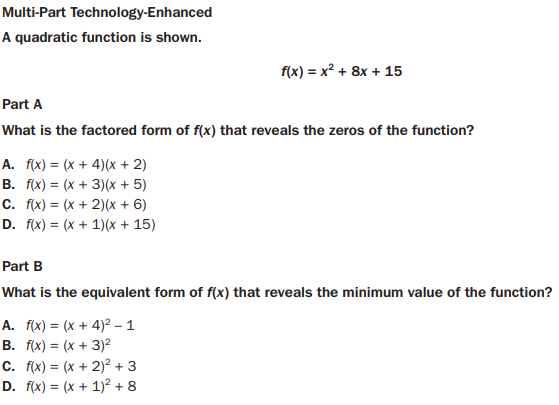 Multi-Part Technology-Enhanced
A quadratic function is shown.
f(x) = x² + 8x + 15
Part A
What is the factored form of f(x) that reveals the zeros of the function?
A. f(x) = (x + 4)(x + 2)
B. f(x) = (x + 3)(x + 5)
C. f(x) = (x + 2)(x + 6)
D. f(x) = (x + 1)(x + 15)
Part B
What is the equivalent form of f(x) that reveals the minimum value of the function?
A. f(x) = (x + 4)² – 1
B. f(x) = (x + 3)²
C. f(x) = (x + 2)² + 3
D. f(x) = (x + 1)² + 8